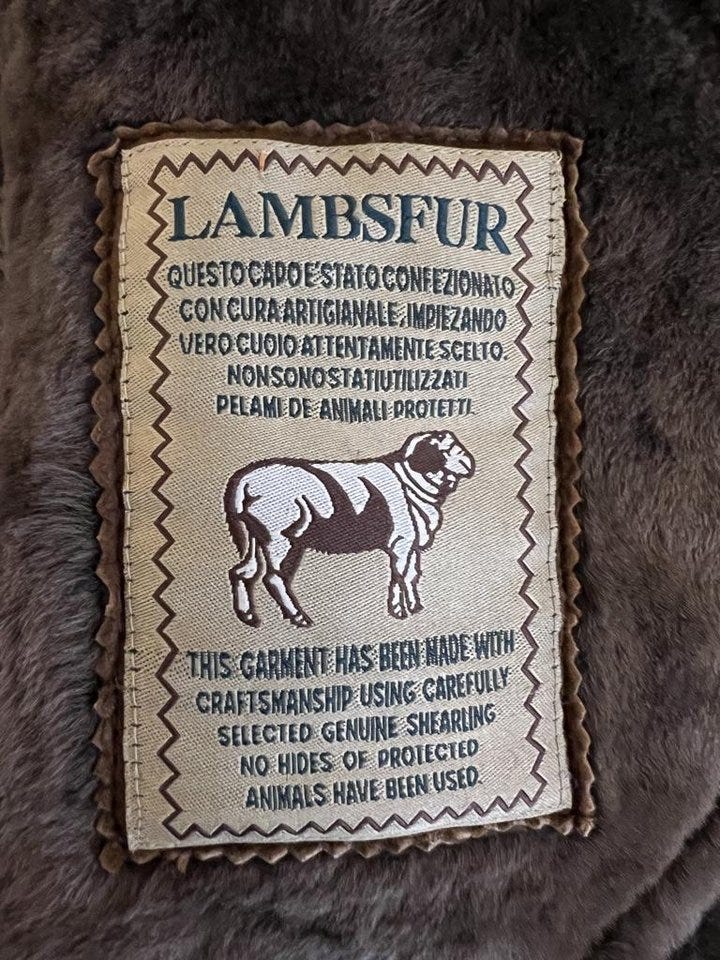 LAMBSFUR
QUESTO CAPO E'STATO CONFEZIONATO
CON CURA ARTIGIANALE, IMPIEZANDO
VERO CUOIO ATTENTAMENTE SCELTO.
NON SONO STATI UTILIZZATI
PELAMI DE ANIMALI PROTETTI.
THIS GARMENT HAS BEEN MADE WITH
CRAFTSMANSHIP USING CAREFULLY
SELECTED GENUINE SHEARLING
NO HIDES OF PROTECTED
ANIMALS HAVE BEEN USED.